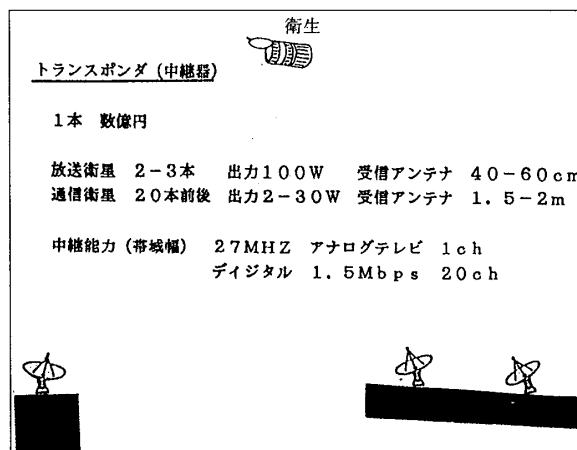 衛生
トランスポンダ（中継器）
1本 数億円
放送衛星 2－3本 出力100W 受信アンテナ 40－60cm
通信衛星 20本前後 出力2－30W 受信アンテナ 1.5－2m
中継能力（帯域幅） 27MHZ アナログテレビ 1ch
ディジタル 1.5Mbps 20ch